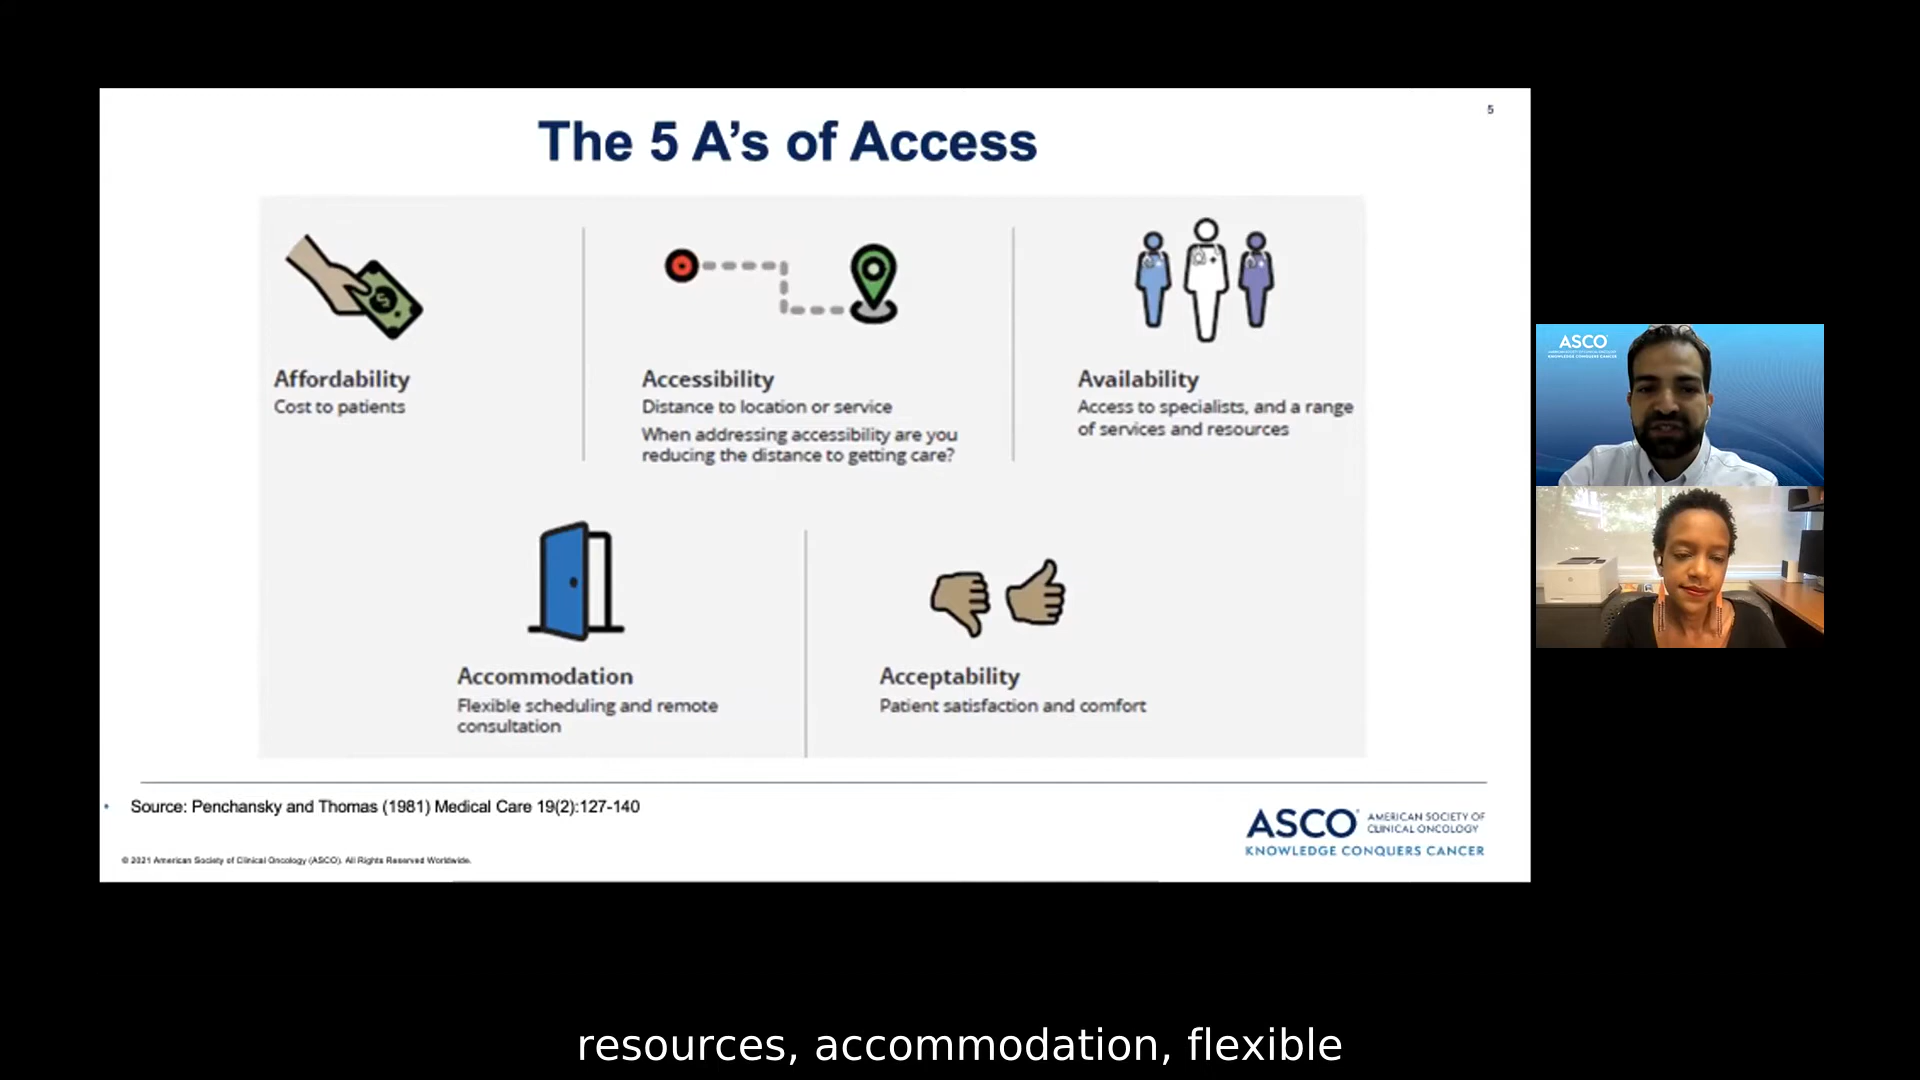 5
The 5 A’s of Access
Affordability
Cost to patients
Accessibility
Distance to location or service
When addressing accessibility are you
reducing the distance to getting care?
Availability
Access to specialists, and a range
of services and resources
Accommodation
Flexible scheduling and remote
consultation
Acceptability
Patient satisfaction and comfort
• Source: Penchansky and Thomas (1981) Medical Care 19(2):127-140
© 2021 American Society of Clinical Oncology (ASCO). All Rights Reserved Worldwide.
ASCO AMERICAN SOCIETY OF
CLINICAL ONCOLOGY
KNOWLEDGE CONQUERS CANCER
ASCO
KNOWLEDGE CONQUERS CANCER
resources, accommodation, flexible